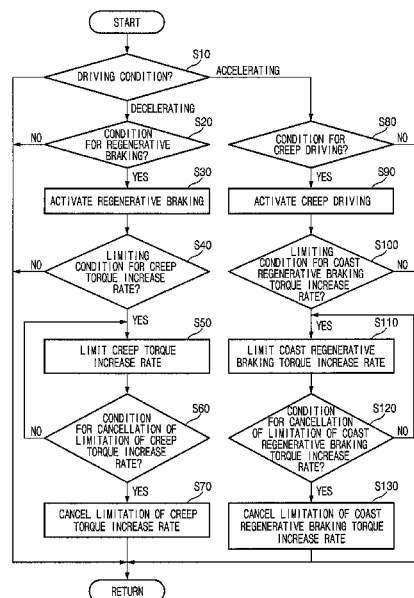 START
S10
DRIVING CONDITION?
ACCELERATING
DECELERATING
S20
CONDITION
FOR REGENERATIVE
BRAKING?
NO
YES
S30
ACTIVATE REGENERATIVE BRAKING
S40
LIMITING
CONDITION FOR CREEP
TORQUE INCREASE
RATE?
NO
YES
S50
LIMIT CREEP TORQUE
INCREASE RATE
S60
CONDITION
FOR CANCELLATION OF
LIMITATION OF CREEP
TORQUE INCREASE
RATE?
NO
YES
S70
CANCEL LIMITATION OF CREEP
TORQUE INCREASE RATE
S80
CONDITION FOR
CREEP DRIVING?
NO
YES
S90
ACTIVATE CREEP DRIVING
S100
LIMITING
CONDITION FOR COAST
REGENERATIVE BRAKING
TORQUE INCREASE
RATE?
NO
YES
S110
LIMIT COAST REGENERATIVE
BRAKING TORQUE INCREASE RATE
S120
CONDITION
FOR CANCELLATION
OF LIMITATION OF COAST
REGENERATIVE BRAKING
TORQUE INCREASE
RATE?
NO
YES
S130
CANCEL LIMITATION OF COAST
REGENERATIVE BRAKING TORQUE
INCREASE RATE
RETURN